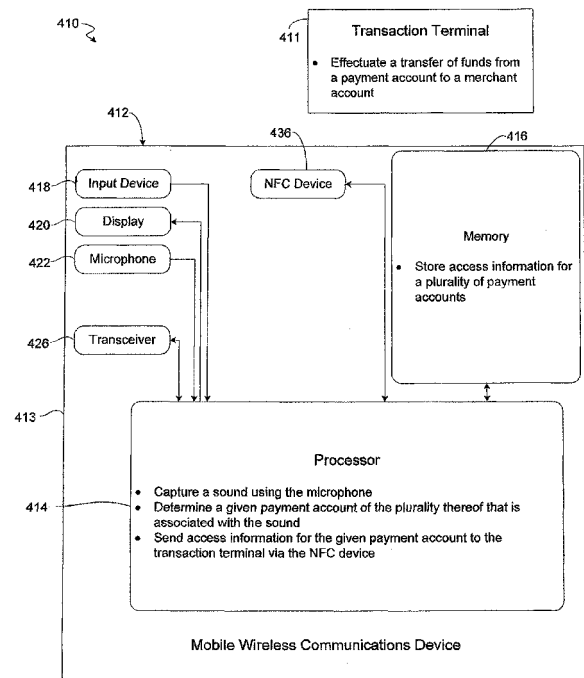 410
411
Transaction Terminal
• Effectuate a transfer of funds from
a payment account to a merchant
account
412
436
416
418
Input Device
NFC Device
420
Display
422
Microphone
Memory
• Store access information for
a plurality of payment
accounts
426
Transceiver
413
Processor
• Capture a sound using the microphone
• Determine a given payment account of the plurality thereof that is
associated with the sound
• Send access information for the given payment account to the
transaction terminal via the NFC device
414
Mobile Wireless Communications Device